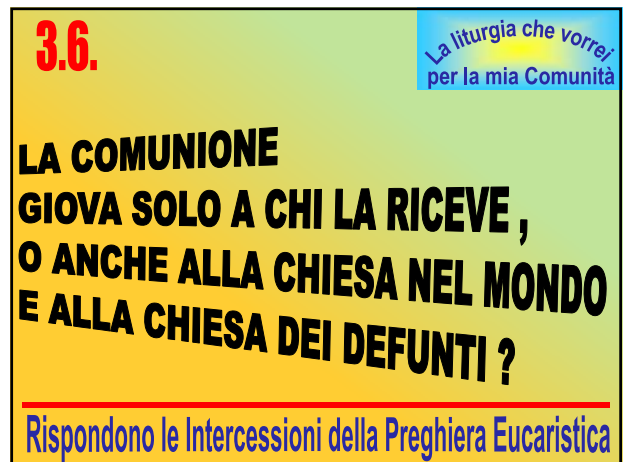 3.6.
La liturgia che vorrei
per la mia Comunità
LA COMUNIONE
GIOVA SOLO A CHI LA RICEVE ,
O ANCHE ALLA CHIESA NEL MONDO
E ALLA CHIESA DEI DEFUNTI ?
Rispondono le Intercessioni della Preghiera Eucaristica